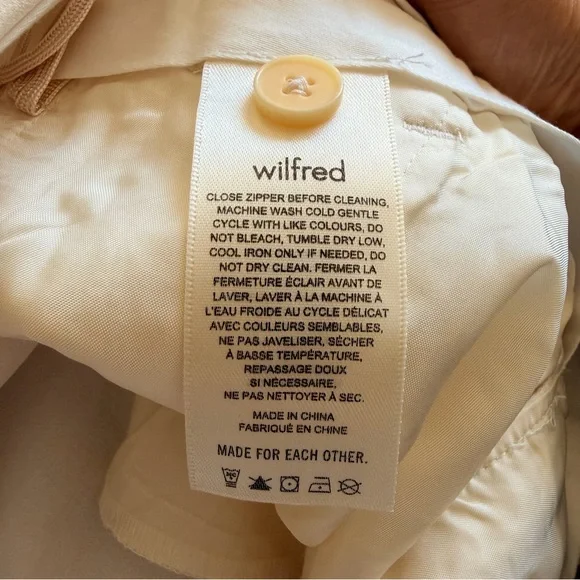 wilfred
CLOSE ZIPPER BEFORE CLEANING,
MACHINE WASH COLD GENTLE
CYCLE WITH LIKE COLOURS, DO
NOT BLEACH, TUMBLE DRY LOW,
COOL IRON ONLY IF NEEDED, DO
NOT DRY CLEAN. FERMER LA
FERMETURE ÉCLAIR AVANT DE
LAVER, LAVER À LA MACHINE À
L'EAU FROIDE AU CYCLE DÉLICAT
AVEC COULEURS SEMBLABLES,
NE PAS JAVELISER, SÉCHER
À BASSE TEMPÉRATURE,
REPASSAGE DOUX
SI NÉCESSAIRE,
NE PAS NETTOYER À SEC.
MADE IN CHINA
FABRIQUÉ EN CHINE
MADE FOR EACH OTHER.